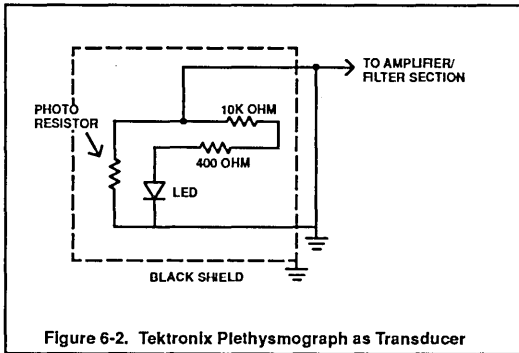 TO AMPLIFIER/
FILTER SECTION
PHOTO
RESISTOR
10K OHM
400 OHM
LED
BLACK SHIELD
Figure 6-2. Tektronix Plethysmograph as Transducer